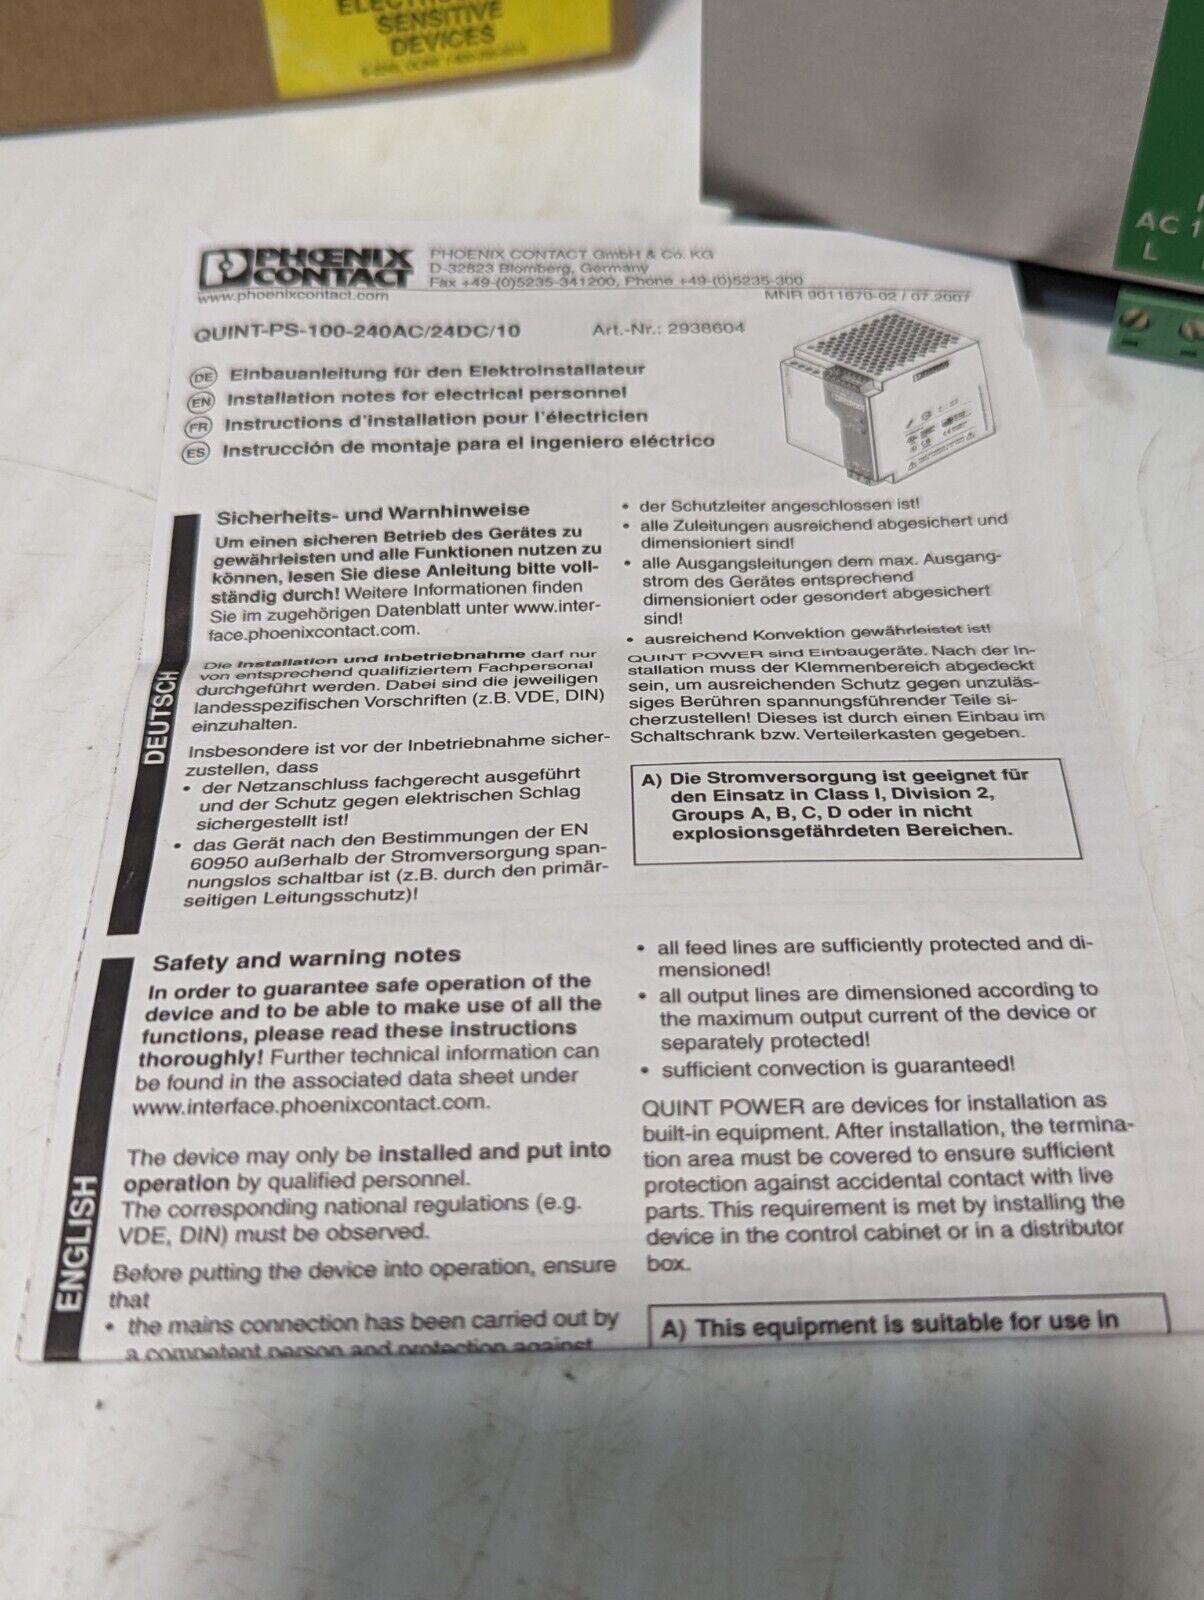 SENSITIVE
DEVICES
AC 1
L
PHŒNIX
CONTACT
www.phoenixcontact.com
PHOENIX CONTACT GmbH & Co. KG
D-32823 Blomberg, Germany
Fax +49-(0)5235-341200, Phone +49-(0)5235-300
MNR 9011670-02 / 07.2007
QUINT-PS-100-240AC/24DC/10
Art.-Nr.: 2938604
DE Einbauanleitung für den Elektroinstallateur
EN Installation notes for electrical personnel
FR Instructions d'installation pour l'électricien
ES Instrucción de montaje para el ingeniero eléctrico
DEUTSCH
Sicherheits- und Warnhinweise
Um einen sicheren Betrieb des Gerätes zu
gewährleisten und alle Funktionen nutzen zu
können, lesen Sie diese Anleitung bitte voll-
ständig durch! Weitere Informationen finden
Sie im zugehörigen Datenblatt unter www.inter-
face.phoenixcontact.com.
Die Installation und Inbetriebnahme darf nur
von entsprechend qualifiziertem Fachpersonal
durchgeführt werden. Dabei sind die jeweiligen
landesspezifischen Vorschriften (z.B. VDE, DIN)
einzuhalten.
Insbesondere ist vor der Inbetriebnahme sicher-
zustellen, dass
• der Netzanschluss fachgerecht ausgeführt
und der Schutz gegen elektrischen Schlag
sichergestellt ist!
• das Gerät nach den Bestimmungen der EN
60950 außerhalb der Stromversorgung span-
nungslos schaltbar ist (z.B. durch den primär-
seitigen Leitungsschutz)!
• der Schutzleiter angeschlossen ist!
• alle Zuleitungen ausreichend abgesichert und
dimensioniert sind!
• alle Ausgangsleitungen dem max. Ausgang-
strom des Gerätes entsprechend
dimensioniert oder gesondert abgesichert
sind!
• ausreichend Konvektion gewährleistet ist!
QUINT POWER sind Einbaugeräte. Nach der In-
stallation muss der Klemmenbereich abgedeckt
sein, um ausreichenden Schutz gegen unzuläs-
siges Berühren spannungsführender Teile si-
cherzustellen! Dieses ist durch einen Einbau im
Schaltschrank bzw. Verteilerkasten gegeben.
A) Die Stromversorgung ist geeignet für
den Einsatz in Class I, Division 2,
Groups A, B, C, D oder in nicht
explosionsgefährdeten Bereichen.
ENGLISH
Safety and warning notes
In order to guarantee safe operation of the
device and to be able to make use of all the
functions, please read these instructions
thoroughly! Further technical information can
be found in the associated data sheet under
www.interface.phoenixcontact.com.
The device may only be installed and put into
operation by qualified personnel.
The corresponding national regulations (e.g.
VDE, DIN) must be observed.
Before putting the device into operation, ensure
that
• the mains connection has been carried out by
a competent person and protection against
• all feed lines are sufficiently protected and di-
mensioned!
• all output lines are dimensioned according to
the maximum output current of the device or
separately protected!
• sufficient convection is guaranteed!
QUINT POWER are devices for installation as
built-in equipment. After installation, the termina-
tion area must be covered to ensure sufficient
protection against accidental contact with live
parts. This requirement is met by installing the
device in the control cabinet or in a distributor
box.
A) This equipment is suitable for use in